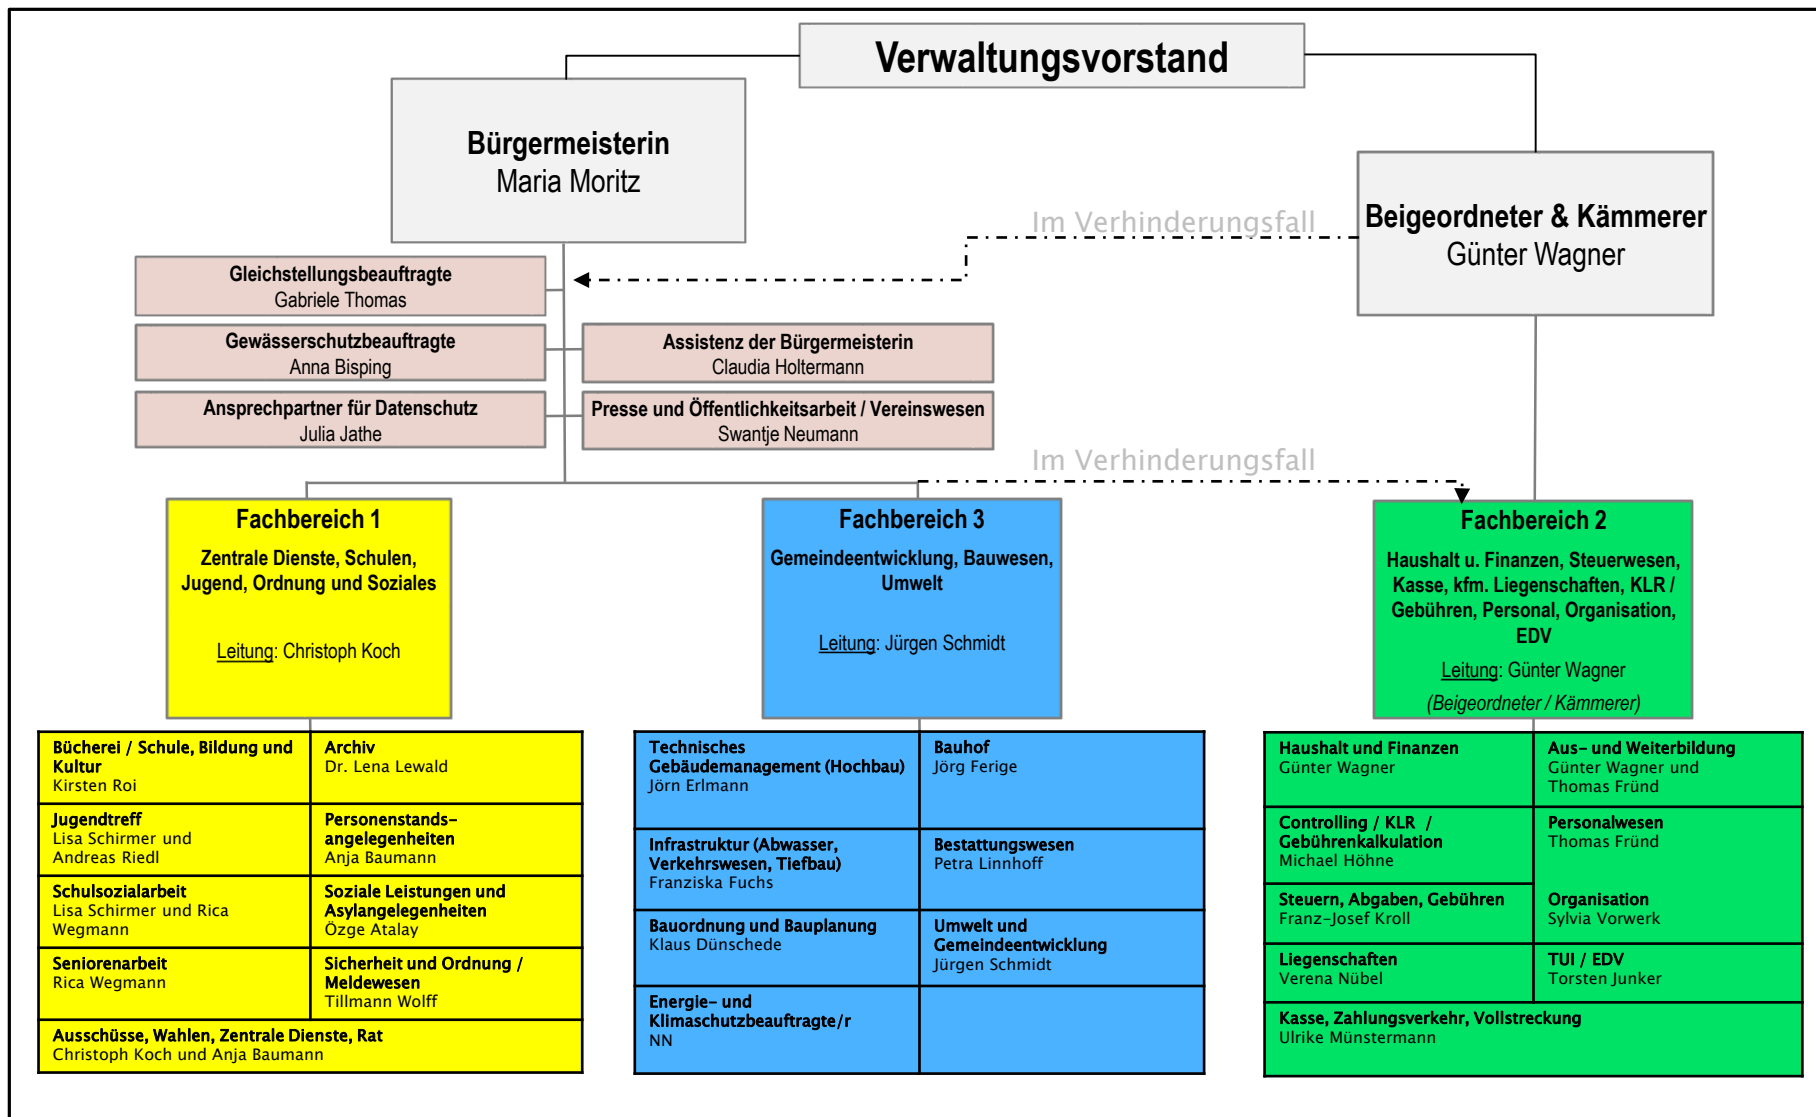 Verwaltungsvorstand
Bürgermeisterin
Maria Moritz
Im Verhinderungsfall
Beigeordneter & Kämmerer
Günter Wagner
Gleichstellungsbeauftragte
Gabriele Thomas
Gewässerschutzbeauftragte
Anna Bisping
Assistenz der Bürgermeisterin
Claudia Holtermann
Ansprechpartner für Datenschutz
Julia Jathe
Presse und Öffentlichkeitsarbeit / Vereinswesen
Swantje Neumann
Im Verhinderungsfall
Fachbereich 1
Zentrale Dienste, Schulen,
Jugend, Ordnung und Soziales
Leitung: Christoph Koch
Bücherei / Schule, Bildung und
Kultur
Kirsten Roi
Archiv
Dr. Lena Lewald
Jugendtreff
Lisa Schirmer und
Andreas Riedl
Personenstands-
angelegenheiten
Anja Baumann
Schulsozialarbeit
Lisa Schirmer und Rica
Wegmann
Soziale Leistungen und
Asylangelegenheiten
Özge Atalay
Seniorenarbeit
Rica Wegmann
Sicherheit und Ordnung /
Meldewesen
Tillmann Wolff
Ausschüsse, Wahlen, Zentrale Dienste, Rat
Christoph Koch und Anja Baumann
Fachbereich 3
Gemeindeentwicklung, Bauwesen,
Umwelt
Leitung: Jürgen Schmidt
Technisches
Gebäudemanagement (Hochbau)
Jörn Erlmann
Bauhof
Jörg Ferige
Infrastruktur (Abwasser,
Verkehrswesen, Tiefbau)
Franziska Fuchs
Bestattungswesen
Petra Linnhoff
Bauordnung und Bauplanung
Klaus Dünschede
Umwelt und
Gemeindeentwicklung
Jürgen Schmidt
Energie- und
Klimaschutzbeauftragte/r
NN
Fachbereich 2
Haushalt u. Finanzen, Steuerwesen,
Kasse, kfm. Liegenschaften, KLR /
Gebühren, Personal, Organisation,
EDV
Leitung: Günter Wagner
(Beigeordneter / Kämmerer)
Haushalt und Finanzen
Günter Wagner
Aus- und Weiterbildung
Günter Wagner und
Thomas Fründ
Controlling / KLR /
Gebührenkalkulation
Michael Höhne
Personalwesen
Thomas Fründ
Steuern, Abgaben, Gebühren
Franz-Josef Kroll
Organisation
Sylvia Vorwerk
Liegenschaften
Verena Nübel
TUI / EDV
Torsten Junker
Kasse, Zahlungsverkehr, Vollstreckung
Ulrike Münstermann